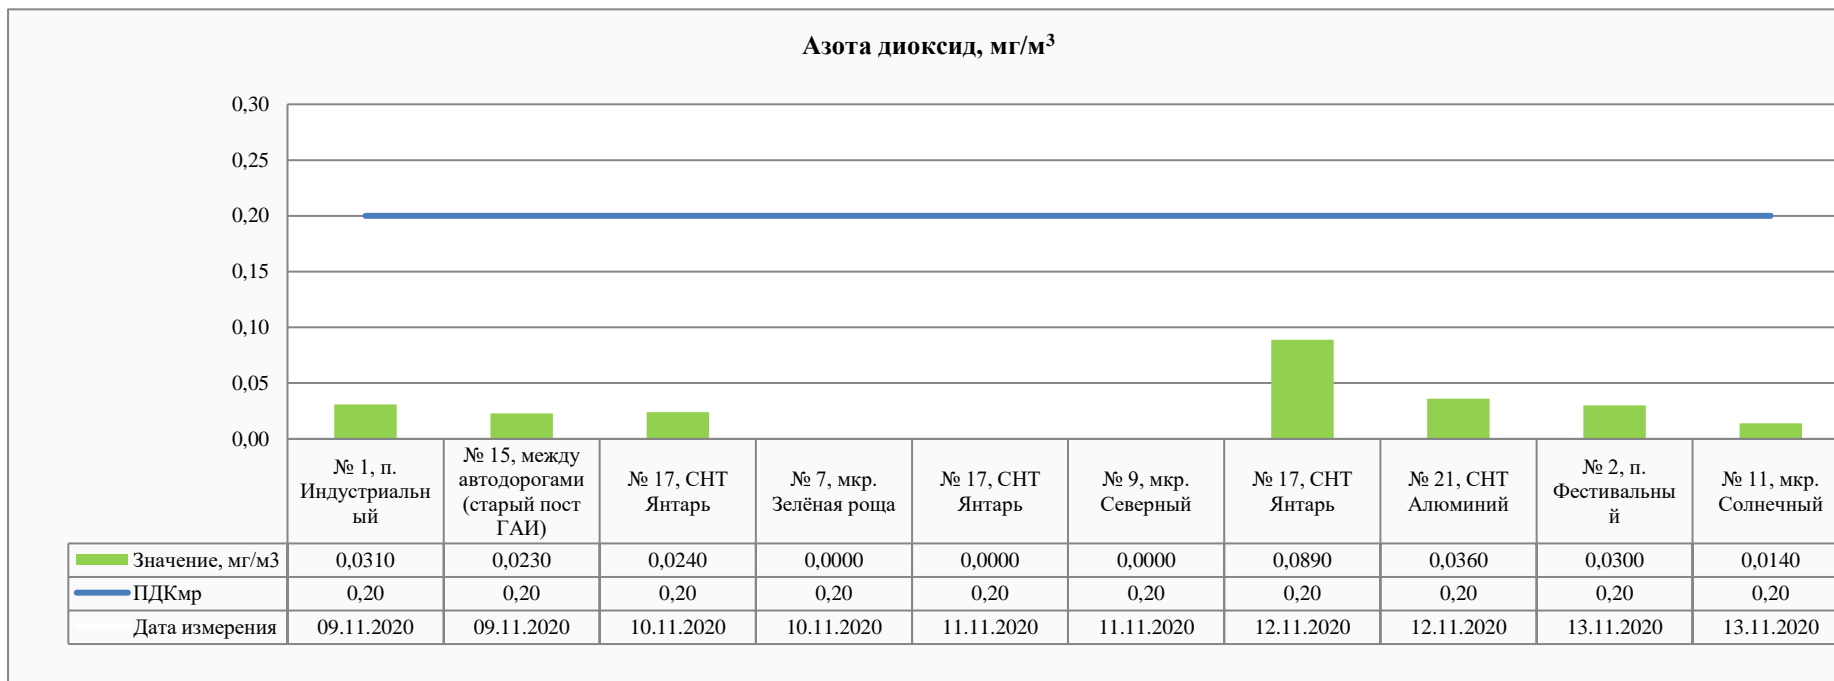 Азота диоксид, мг/м³
0,30
0,25
0,20
0,15
0,10
0,05
0,00
№ 1, п.
Индустриальн
ый
№ 15, между
автодорогами
(старый пост
ГАИ)
№ 17, СНТ
Янтарь
№ 7, мкр.
Зелёная роща
№ 17, СНТ
Янтарь
№ 9, мкр.
Северный
№ 17, СНТ
Янтарь
№ 21, СНТ
Алюминий
№ 2, п.
Фестивальны
й
№ 11, мкр.
Солнечный
Значение, мг/м3 0,0310 0,0230 0,0240 0,0000 0,0000 0,0000 0,0890 0,0360 0,0300 0,0140
ПДКмр 0,20 0,20 0,20 0,20 0,20 0,20 0,20 0,20 0,20 0,20
Дата измерения 09.11.2020 09.11.2020 10.11.2020 10.11.2020 11.11.2020 11.11.2020 12.11.2020 12.11.2020 13.11.2020 13.11.2020